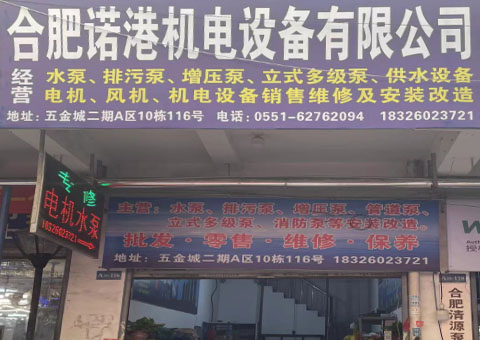 合肥诺港机电设备有限公司
经营 水泵、排污泵、增压泵、立式多级泵、供水设备
电机、风机、机电设备销售维修及安装改造
地址：五金城二期A区10栋116号 电话：0551-62762094 18326023721
专修
电机水泵
18326023721
主营：水泵、排污泵、增压泵、管道泵、
立式多级泵、消防泵等安装改造。
批发·零售·维修·保养
地址：五金城二期A区10栋116号 18326023721
合肥清源泵